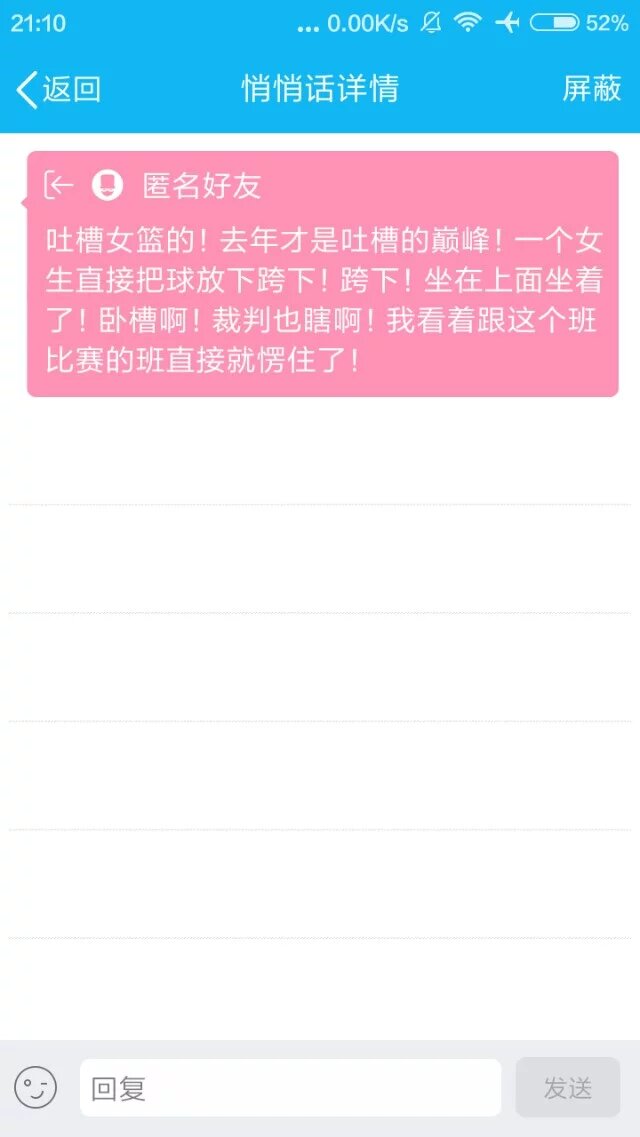 21:10 ... 0.00K/s 52%
返回 悄悄话详情 屏蔽
匿名好友
吐槽女篮的！去年才是吐槽的巅峰！一个女
生直接把球放下跨下！跨下！坐在上面坐着
了！卧槽啊！裁判也瞎啊！我看着跟这个班
比赛的班直接就愣住了！
回复 发送